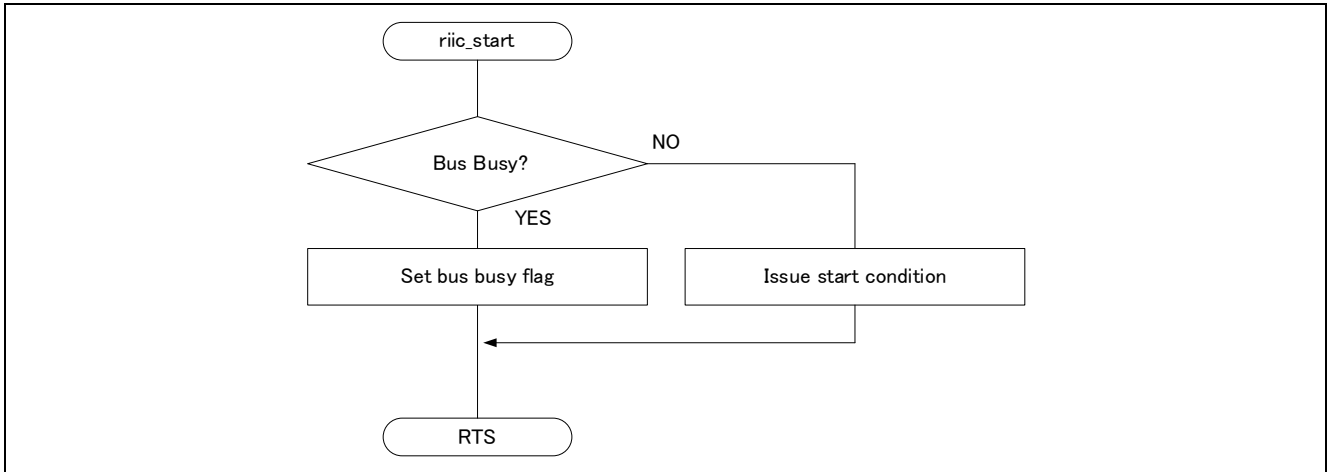 riic_start
Bus Busy?
NO
YES
Set bus busy flag
Issue start condition
RTS